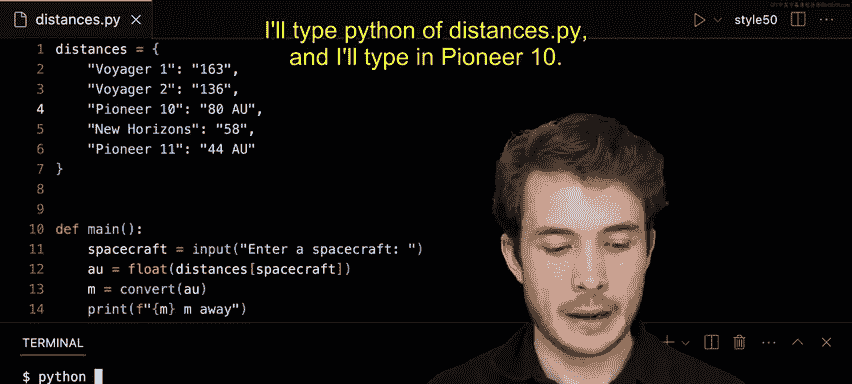 distances.py
style50
I'll type python of distances.py,
and I'll type in Pioneer 10.
1 distances = {
2 "Voyager 1": "163",
3 "Voyager 2": "136",
4 "Pioneer 10": "80 AU",
5 "New Horizons": "58",
6 "Pioneer 11": "44 AU"
7 }
8
9
10 def main():
11 spacecraft = input("Enter a spacecraft: ")
12 au = float(distances[spacecraft])
13 m = convert(au)
14 print(f"{m} m away")
TERMINAL
$ python